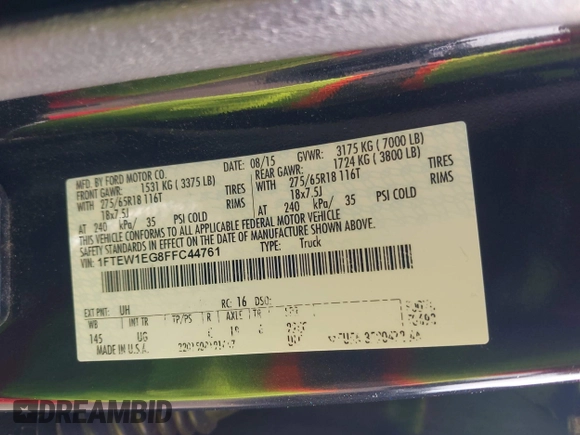 MFD. BY FORD MOTOR CO.
DATE: 08/15 GVWR: 3175 KG ( 7000 LB)
FRONT GAWR: 1531 KG ( 3375 LB) REAR GAWR: 1724 KG ( 3800 LB)
WITH 275/65R18 116T TIRES WITH 275/65R18 116T TIRES
18x7.5J RIMS 18x7.5J RIMS
AT 240 kPa/ 35 PSI COLD AT 240 kPa/ 35 PSI COLD
THIS VEHICLE CONFORMS TO ALL APPLICABLE FEDERAL MOTOR VEHICLE
SAFETY STANDARDS IN EFFECT ON THE DATE OF MANUFACTURE SHOWN ABOVE.
1FTEW1EG8FFC44761 TYPE: Truck
EXT PNT: UH RC: 16 DSO:
WB INT TR TP/PS R AXLE TR
145 UG
MADE IN U.S.A.
DREAMBID